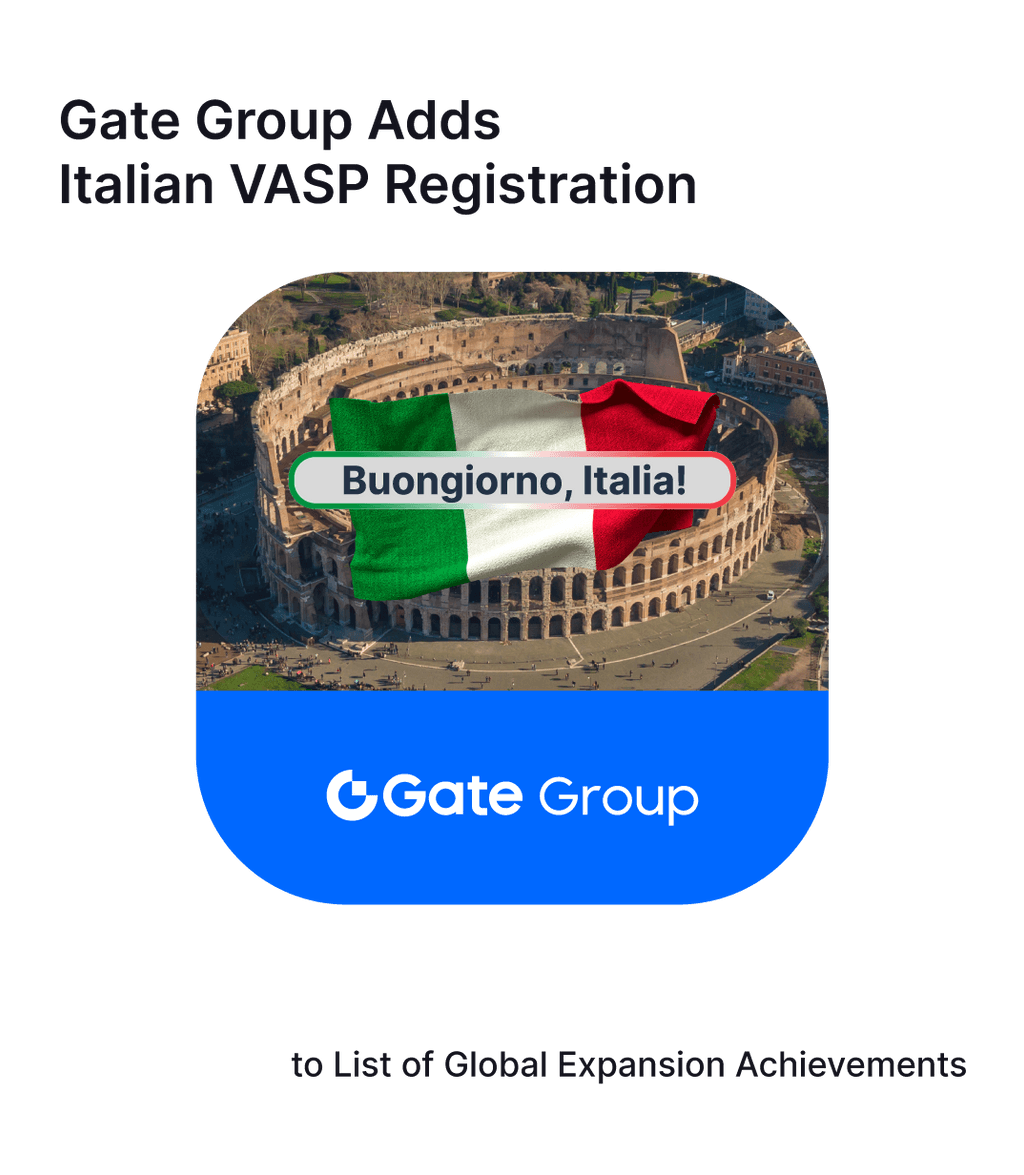 Gate Group Adds
Italian VASP Registration
Buongiorno, Italia!
Gate Group
to List of Global Expansion Achievements